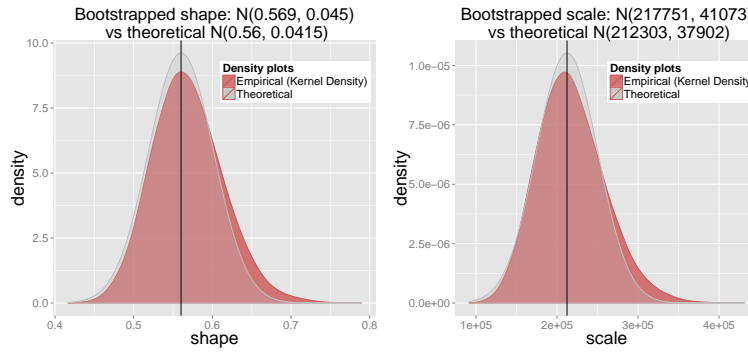 Bootstrapped shape: N(0.569, 0.045)
vs theoretical N(0.56, 0.0415)
10.0
7.5
5.0
2.5
0.0
density
Density plots
Empirical (Kernel Density)
Theoretical
0.4 0.5 0.6 0.7 0.8
shape
Bootstrapped scale: N(217751, 41073)
vs theoretical N(212303, 37902)
1.0e−05
7.5e−06
5.0e−06
2.5e−06
0.0e+00
density
Density plots
Empirical (Kernel Density)
Theoretical
1e+05 2e+05 3e+05 4e+05
scale